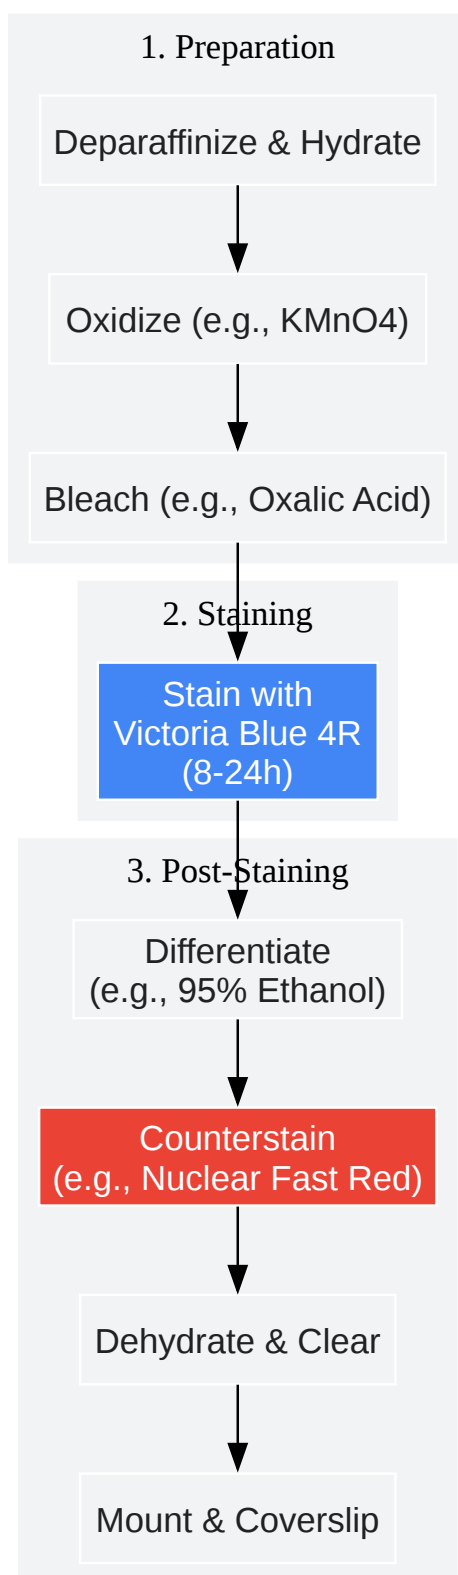 1. Preparation
Deparaffinize & Hydrate
Oxidize (e.g., KMnO4)
Bleach (e.g., Oxalic Acid)
2. Staining
Stain with
Victoria Blue 4R
(8-24h)
3. Post-Staining
Differentiate
(e.g., 95% Ethanol)
Counterstain
(e.g., Nuclear Fast Red)
Dehydrate & Clear
Mount & Coverslip